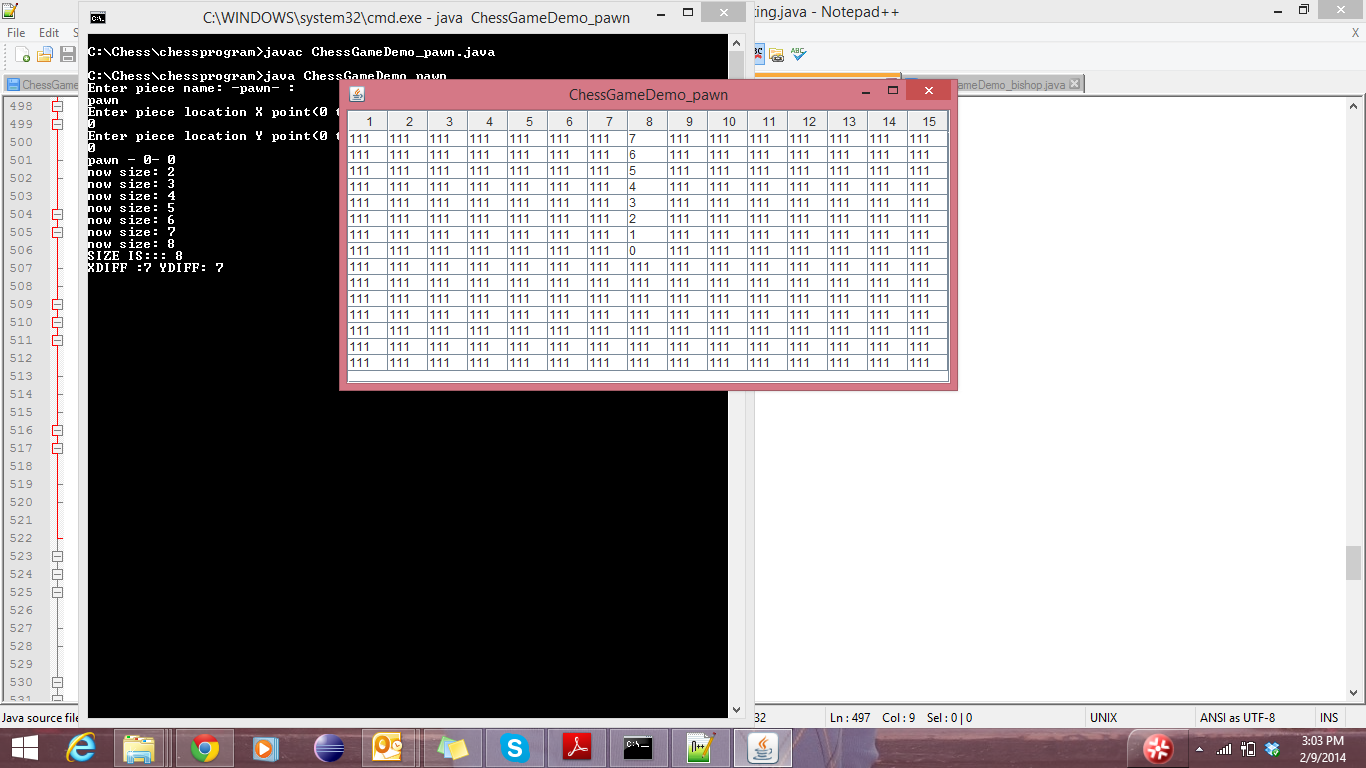 C:\WINDOWS\system32\cmd.exe - java ChessGameDemo_pawn
ting.java - Notepad++
File Edit S
X
ChessGame
ameDemo_bishop.java
C:\Chess\chessprogram>javac ChessGameDemo_pawn.java
C:\Chess\chessprogram>java ChessGameDemo_pawn
Enter piece name: -pawn- :
pawn
Enter piece location X point(0 t
0
Enter piece location Y point(0 t
0
pawn - 0- 0
now size: 2
now size: 3
now size: 4
now size: 5
now size: 6
now size: 7
now size: 8
SIZE IS::: 8
XDIFF :7 YDIFF: 7
ChessGameDemo_pawn
1 2 3 4 5 6 7 8 9 10 11 12 13 14 15
111 111 111 111 111 111 111 7 111 111 111 111 111 111 111
111 111 111 111 111 111 111 6 111 111 111 111 111 111 111
111 111 111 111 111 111 111 5 111 111 111 111 111 111 111
111 111 111 111 111 111 111 4 111 111 111 111 111 111 111
111 111 111 111 111 111 111 3 111 111 111 111 111 111 111
111 111 111 111 111 111 111 2 111 111 111 111 111 111 111
111 111 111 111 111 111 111 1 111 111 111 111 111 111 111
111 111 111 111 111 111 111 0 111 111 111 111 111 111 111
111 111 111 111 111 111 111 111 111 111 111 111 111 111 111
111 111 111 111 111 111 111 111 111 111 111 111 111 111 111
111 111 111 111 111 111 111 111 111 111 111 111 111 111 111
111 111 111 111 111 111 111 111 111 111 111 111 111 111 111
111 111 111 111 111 111 111 111 111 111 111 111 111 111 111
111 111 111 111 111 111 111 111 111 111 111 111 111 111 111
111 111 111 111 111 111 111 111 111 111 111 111 111 111 111
498
499
500
501
502
503
504
505
506
507
508
509
510
511
512
513
514
515
516
517
518
519
520
521
522
523
524
525
526
527
528
529
530
531
Java source file
32
Ln : 497 Col : 9 Sel : 0 | 0
UNIX
ANSI as UTF-8
INS
3:03 PM
2/9/2014